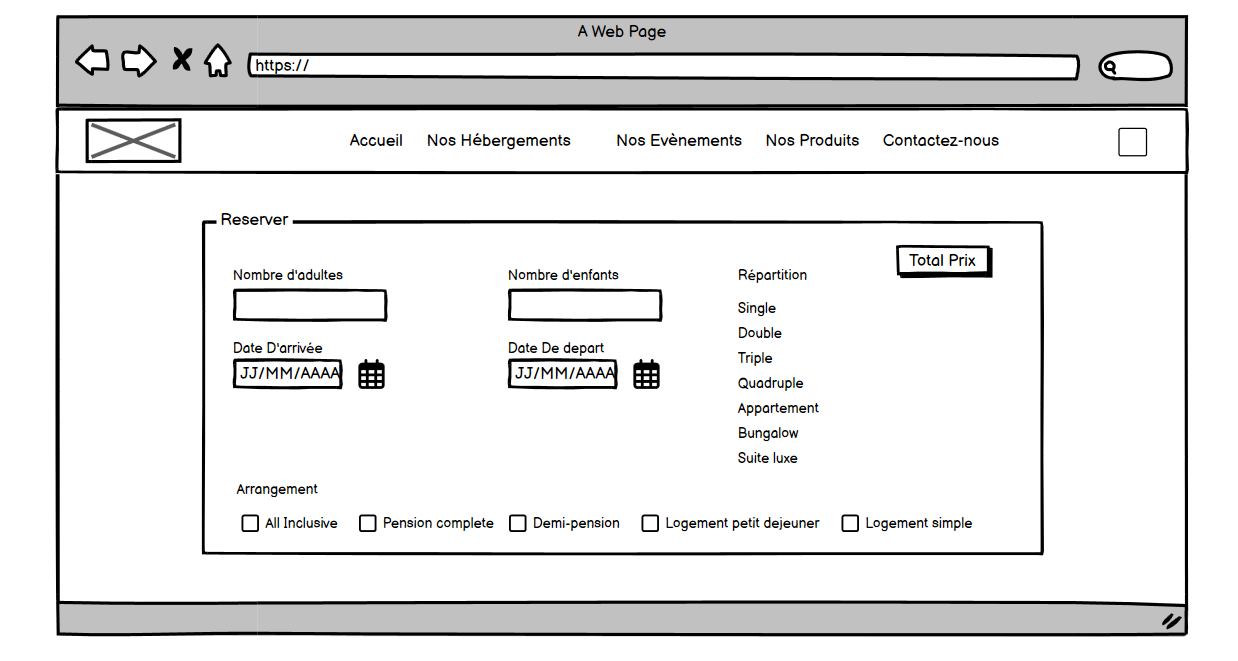 A Web Page
https://
Accueil Nos Hébergements Nos Evènements Nos Produits Contactez-nous
Reserver
Total Prix
Nombre d'adultes Nombre d'enfants Répartition
Single
Double
Date D'arrivée Date De depart
Triple
JJ/MM/AAAA JJ/MM/AAAA
Quadruple
Appartement
Bungalow
Suite luxe
Arrangement
All Inclusive Pension complete Demi-pension Logement petit dejeuner Logement simple